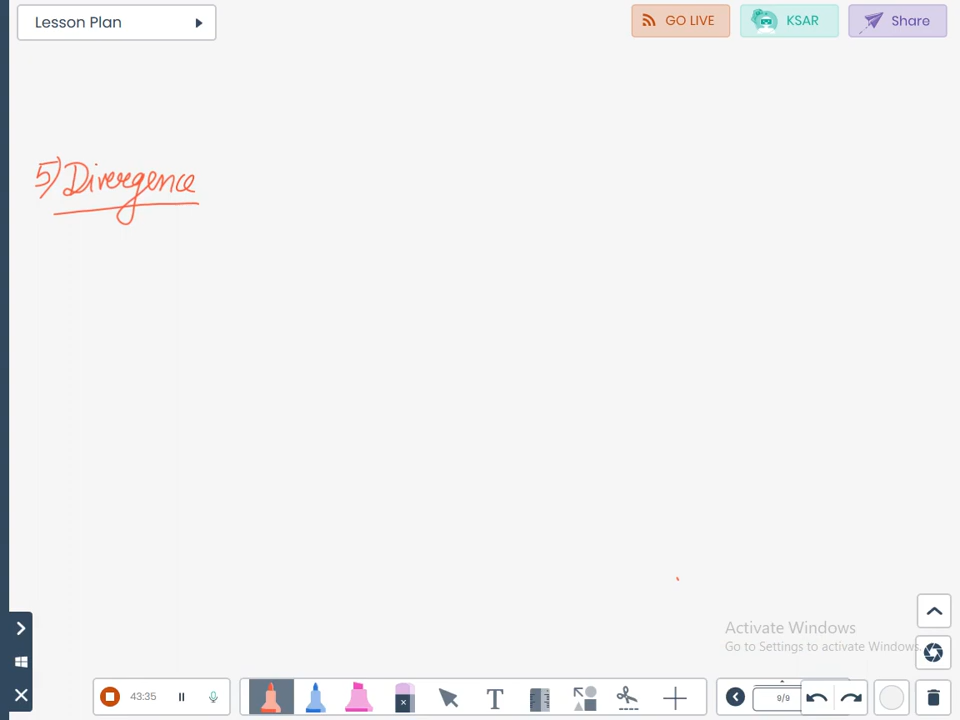 Lesson Plan
GO LIVE
KSAR
Share
5) Divergence
Activate Windows
Go to Settings to activate Windows.
43:35
T
9/9